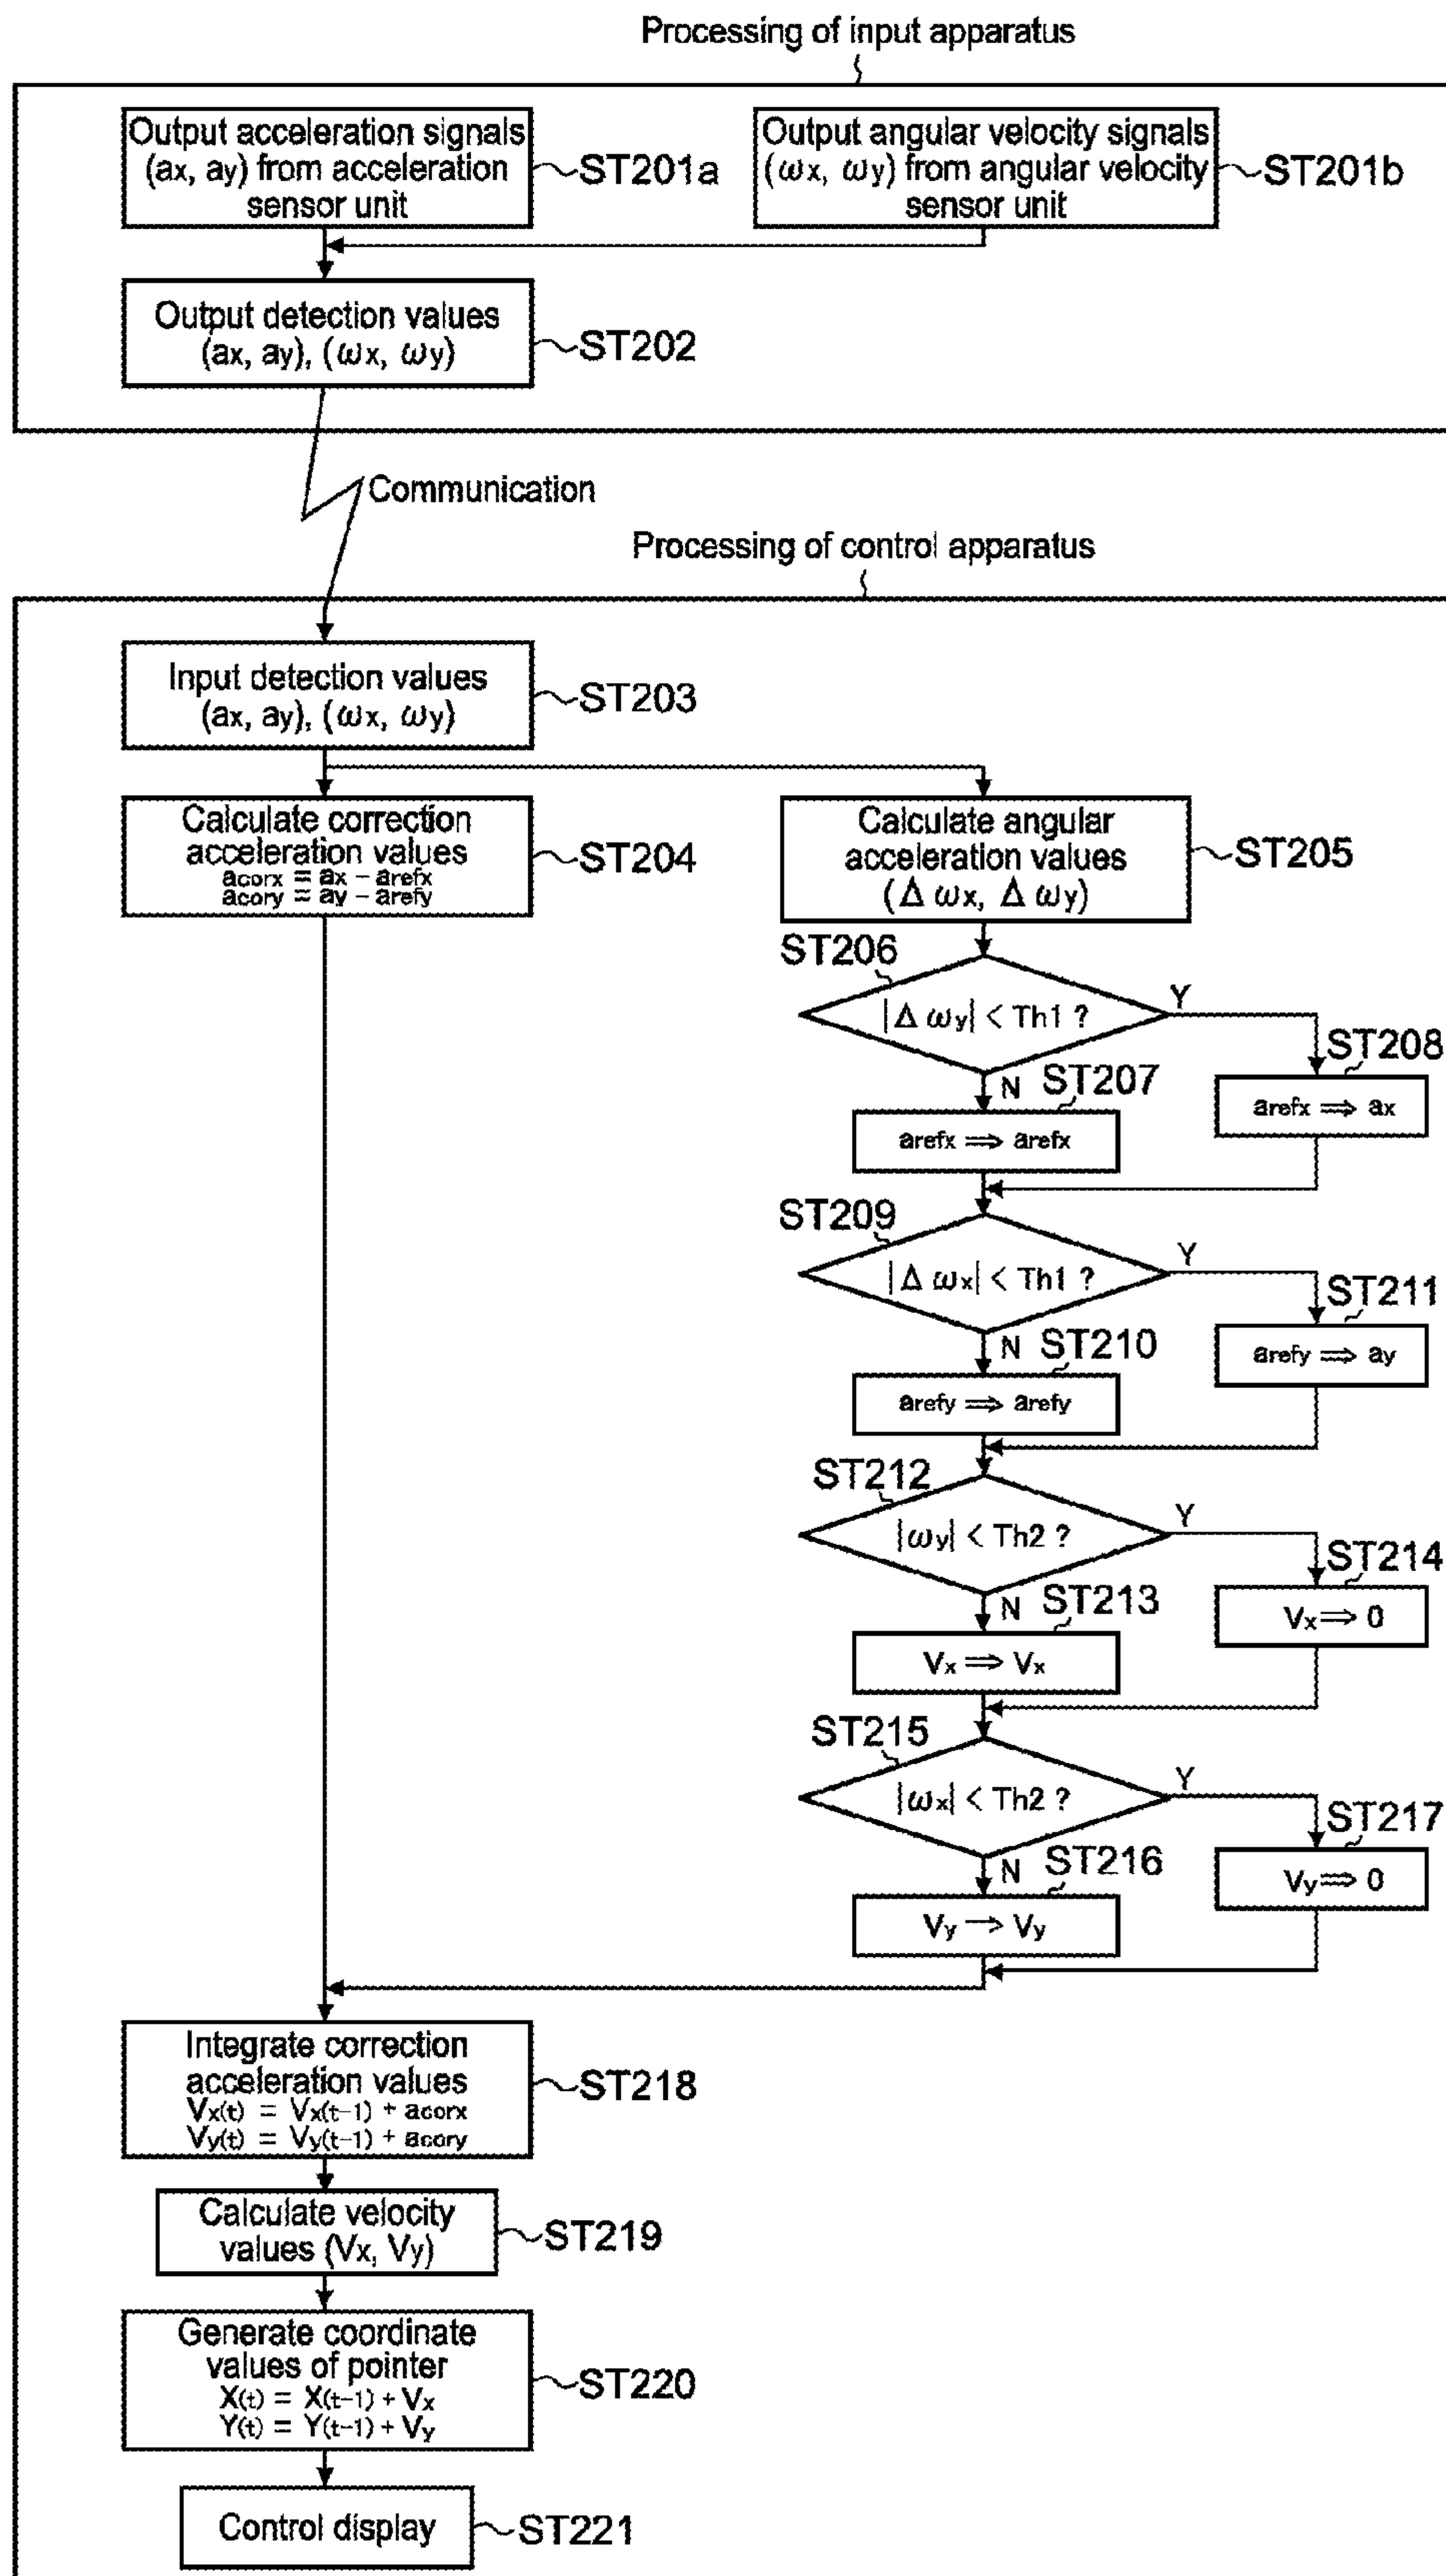 Processing of input apparatus
Output acceleration signals
(ax, ay) from acceleration
sensor unit
ST201a
Output angular velocity signals
(ωx, ωy) from angular velocity
sensor unit
ST201b
Output detection values
(ax, ay), (ωx, ωy)
ST202
Communication
Processing of control apparatus
Input detection values
(ax, ay), (ωx, ωy)
ST203
Calculate correction
acceleration values
acorx = ax – arefx
acory = ay – arefy
ST204
Calculate angular
acceleration values
(Δ ωx, Δ ωy)
ST205
ST206
|Δ ωy| < Th1 ?
Y
ST208
arefx ⇒ ax
N
ST207
arefx ⇒ arefx
ST209
|Δ ωx| < Th1 ?
Y
ST211
arefy ⇒ ay
N
ST210
arefy ⇒ arefy
ST212
|ωy| < Th2 ?
Y
ST214
Vx ⇒ 0
N
ST213
Vx ⇒ Vx
ST215
|ωx| < Th2 ?
Y
ST217
Vy ⇒ 0
N
ST216
Vy → Vy
Integrate correction
acceleration values
Vx(t) = Vx(t-1) + acorx
Vy(t) = Vy(t-1) + acory
ST218
Calculate velocity
values (Vx, Vy)
ST219
Generate coordinate
values of pointer
X(t) = X(t-1) + Vx
Y(t) = Y(t-1) + Vy
ST220
Control display
ST221